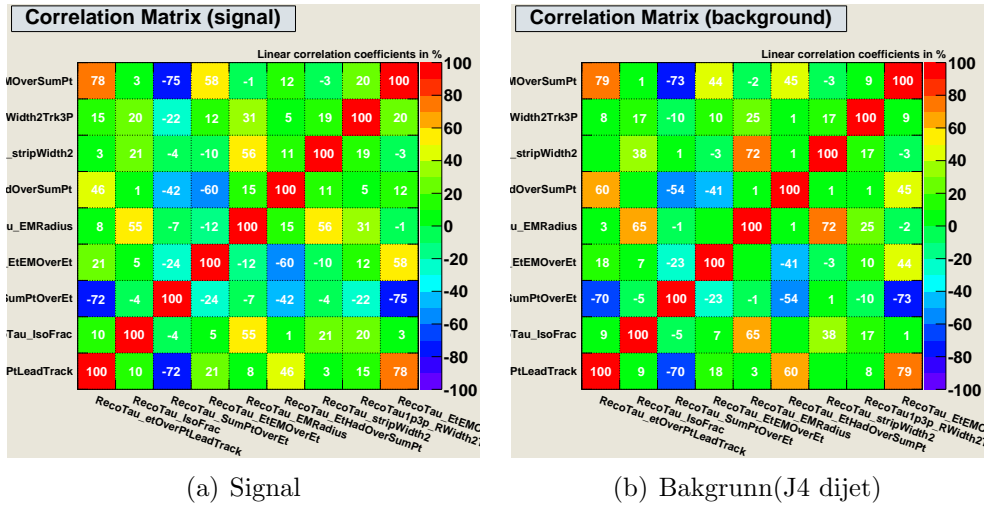 Correlation Matrix (signal)
Linear correlation coefficients in %
MOverSumPt 78 3 -75 58 -1 12 -3 20 100
Width2Trk3P 15 20 -22 12 31 5 19 100 20
_stripWidth2 3 21 -4 -10 56 11 100 19 -3
dOverSumPt 46 1 -42 -60 15 100 11 5 12
u_EMRadius 8 55 -7 -12 100 15 56 31 -1
_EtEMOverEt 21 5 -24 100 -12 -60 -10 12 58
SumPtOverEt -72 -4 100 -24 -7 -42 -4 -22 -75
Tau_IsoFrac 10 100 -4 5 55 1 21 20 3
PtLeadTrack 100 10 -72 21 8 46 3 15 78
100
80
60
40
20
0
-20
-40
-60
-80
-100
RecoTau_etOverPtLeadTrack
RecoTau_IsoFrac
RecoTau_SumPtOverEt
RecoTau_EtEMOverEt
RecoTau_EMRadius
RecoTau_EtHadOverSumPt
RecoTau_stripWidth2
RecoTau1p3p_RWidth2T
RecoTau_EtEMO
(a) Signal
Correlation Matrix (background)
Linear correlation coefficients in %
MOverSumPt 79 1 -73 44 -2 45 -3 9 100
Width2Trk3P 8 17 -10 10 25 1 17 100 9
_stripWidth2 38 1 -3 72 1 100 17 -3
dOverSumPt 60 -54 -41 1 100 1 1 45
u_EMRadius 3 65 -1 100 1 72 25 -2
_EtEMOverEt 18 7 -23 100 -41 -3 10 44
SumPtOverEt -70 -5 100 -23 -1 -54 1 -10 -73
Tau_IsoFrac 9 100 -5 7 65 38 17 1
PtLeadTrack 100 9 -70 18 3 60 8 79
100
80
60
40
20
0
-20
-40
-60
-80
-100
RecoTau_etOverPtLeadTrack
RecoTau_IsoFrac
RecoTau_SumPtOverEt
RecoTau_EtEMOverEt
RecoTau_EMRadius
RecoTau_EtHadOverSumPt
RecoTau_stripWidth2
RecoTau1p3p_RWidth2T
RecoTau_EtEMO
(b) Bakgrunn(J4 dijet)